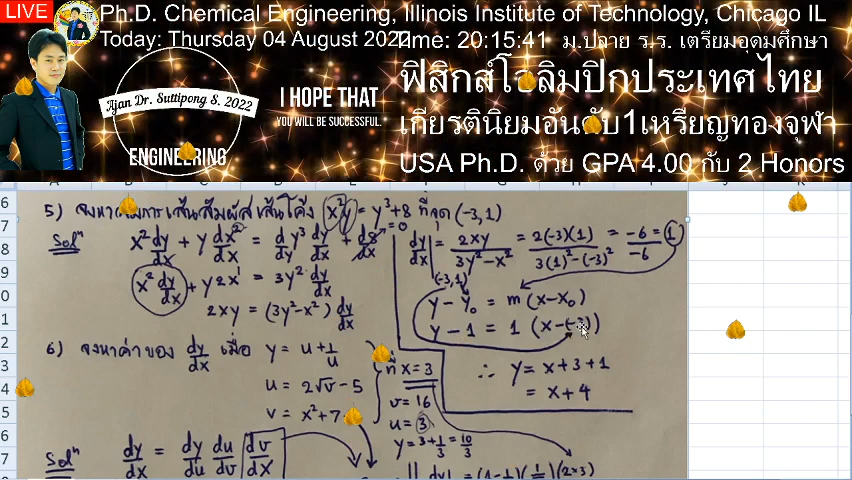 LIVE
Ph.D. Chemical Engineering, Illinois Institute of Technology, Chicago IL
Today: Thursday 04 August 2022 Time: 20:15:41 ม.ปลาย ร.ร. เตรียมอุดมศึกษา
Ajan Dr. Suttipong S. 2022
ENGINEERING
I HOPE THAT
YOU WILL BE SUCCESSFUL.
ฟิสิกส์โอลิมปิกประเทศไทย
เกียรตินิยมอันดับ1เหรียญทองจุฬา
USA Ph.D. ด้วย GPA 4.00 กับ 2 Honors
5) จงหาสมการเส้นสัมผัสเส้นโค้ง x²y = y³+8 ที่จุด (-3,1)
Solⁿ x² dy/dx + y dx²/dx = d/dy y³ dy/dx + d8/dx = 0
x² dy/dx + y2x¹ = 3y² dy/dx
2xy = (3y²-x²) dy/dx
dy/dx |(-3,1) = 2xy/(3y²-x²) = 2(-3)(1)/(3(1)²-(-3)²) = -6/-6 = 1
y-y₀ = m(x-x₀)
y-1 = 1 (x-(-3))
∴ y = x+3+1
= x+4
6) จงหาค่าของ dy/dx เมื่อ y = u+1/u
u = 2√v-5
v = x²+7
ที่ x=3
v=16
u=3
y=3+1/3=10/3
Solⁿ dy/dx = dy/du du/dv dv/dx